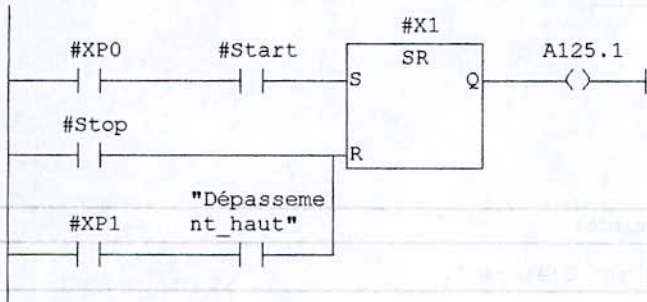 #X1
#XP0 #Start SR A125.1
S Q
#Stop
R
"Dépasseme
#XP1 nt_haut"